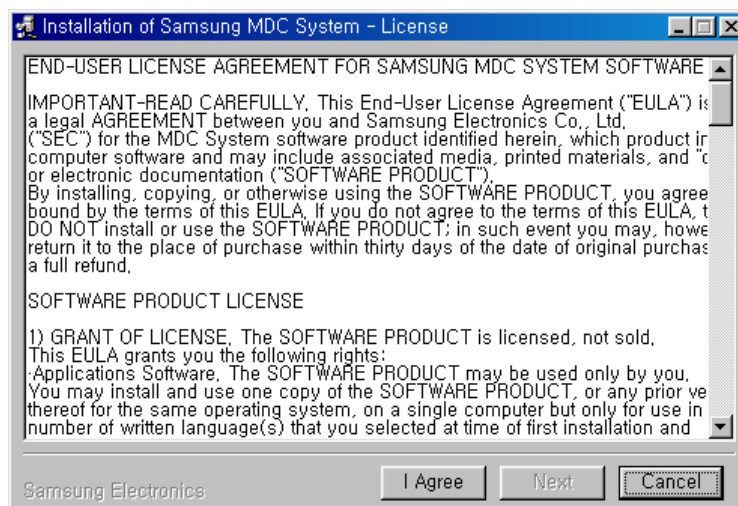 Installation of Samsung MDC System - License
END-USER LICENSE AGREEMENT FOR SAMSUNG MDC SYSTEM SOFTWARE
IMPORTANT-READ CAREFULLY, This End-User License Agreement ("EULA") is
a legal AGREEMENT between you and Samsung Electronics Co,, Ltd,
("SEC") for the MDC System software product identified herein, which product in
computer software and may include associated media, printed materials, and "o
or electronic documentation ("SOFTWARE PRODUCT"),
By installing, copying, or otherwise using the SOFTWARE PRODUCT, you agree
bound by the terms of this EULA, If you do not agree to the terms of this EULA, t
DO NOT install or use the SOFTWARE PRODUCT; in such event you may, howe
return it to the place of purchase within thirty days of the date of original purchas
a full refund,
SOFTWARE PRODUCT LICENSE
1) GRANT OF LICENSE, The SOFTWARE PRODUCT is licensed, not sold,
This EULA grants you the following rights:
·Applications Software, The SOFTWARE PRODUCT may be used only by you,
You may install and use one copy of the SOFTWARE PRODUCT, or any prior ve
thereof for the same operating system, on a single computer but only for use in
number of written language(s) that you selected at time of first installation and
Samsung Electronics
I Agree
Next
Cancel